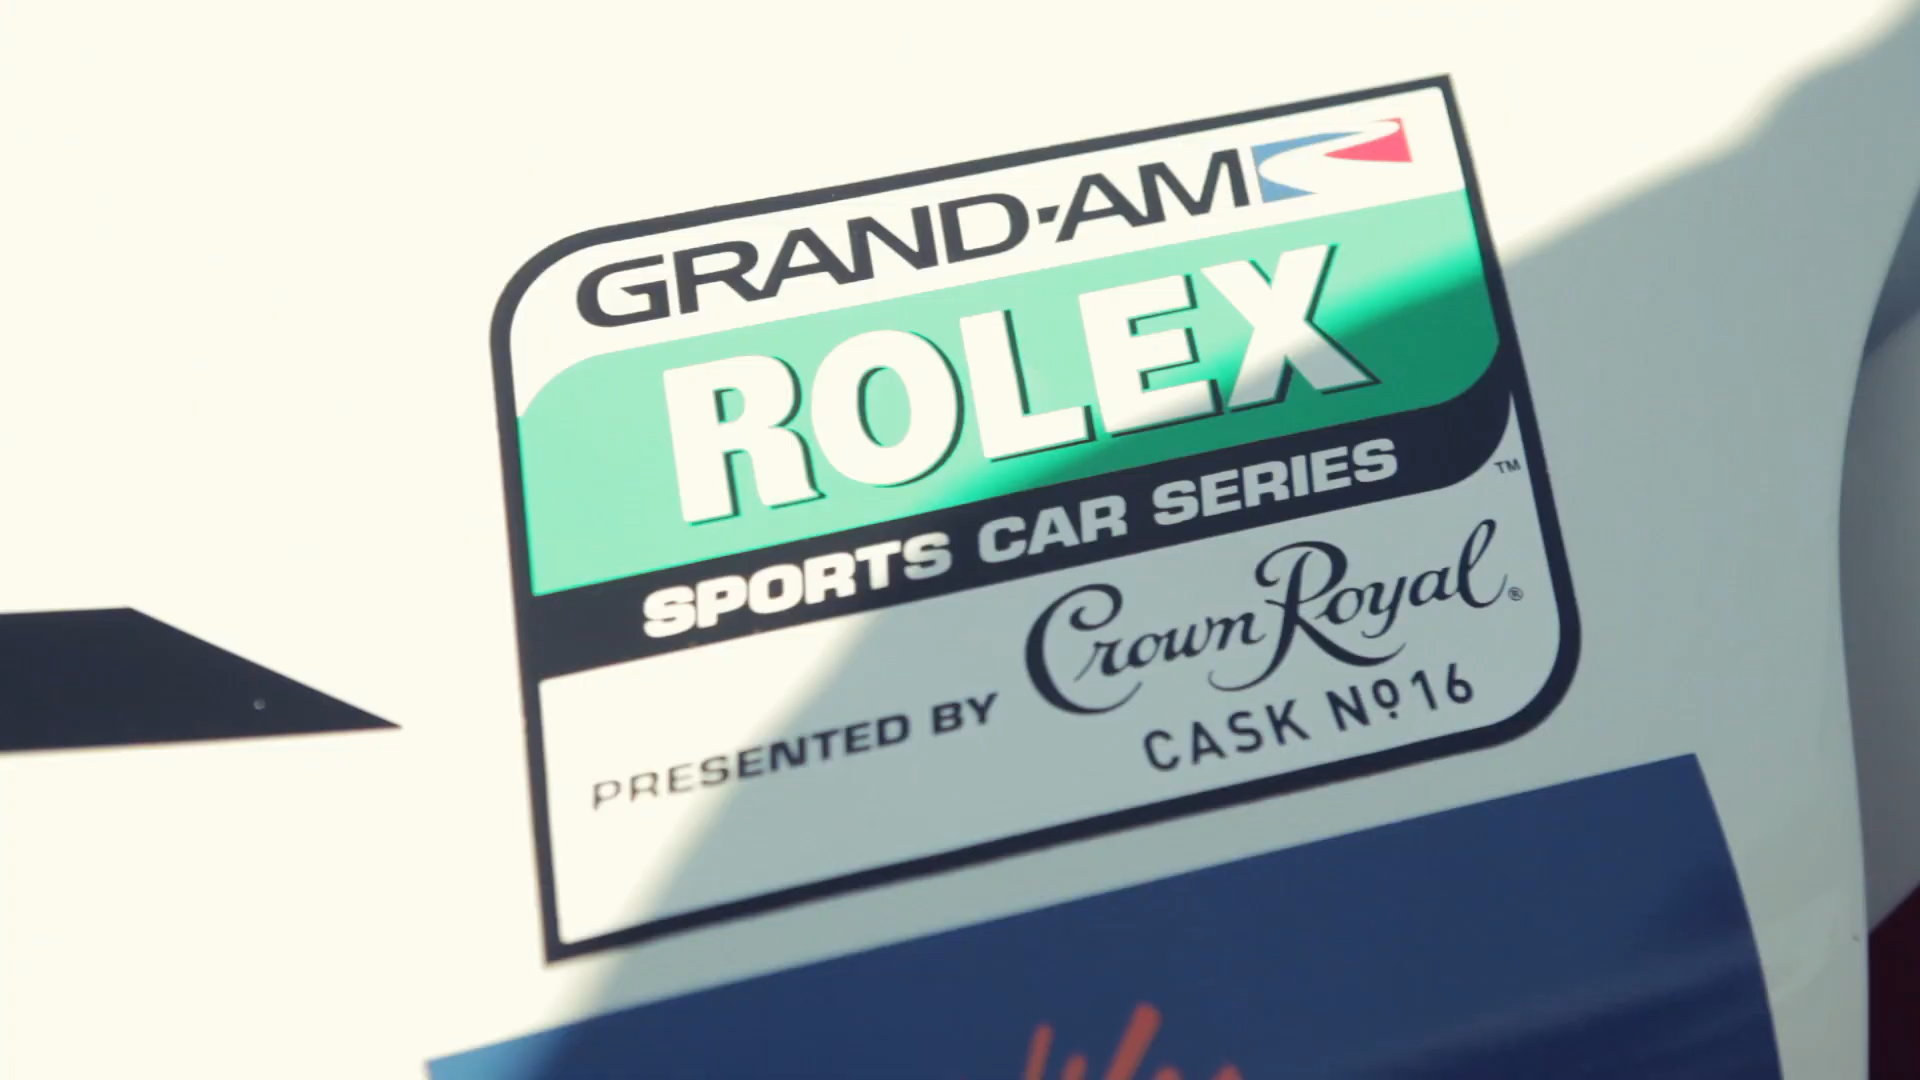 GRAND-AM
ROLEX
SPORTS CAR SERIES
™
PRESENTED BY Crown Royal®
CASK Nº16